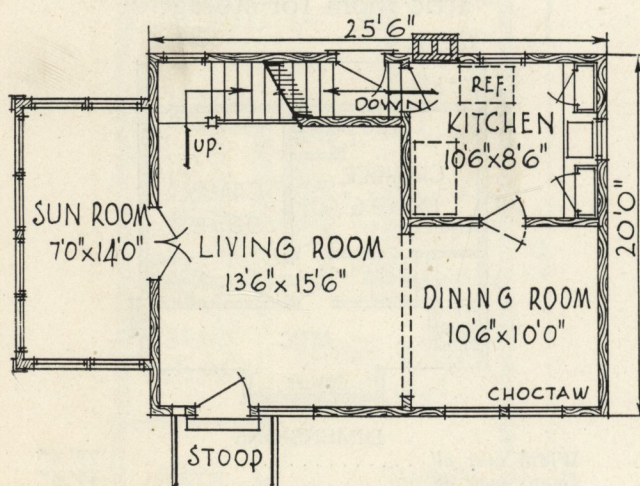 25'6"
REF.
DOWN
KITCHEN
10'6"x8'6"
UP.
20'0"
SUN ROOM
7'0"x14'0"
LIVING ROOM
13'6"x15'6"
DINING ROOM
10'6"x10'0"
CHOCTAW
STOOP